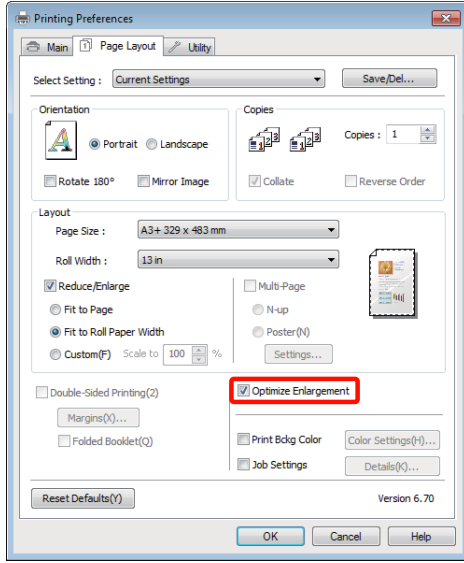 Printing Preferences
Main Page Layout Utility
Select Setting : Current Settings Save/Del...
Orientation
Portrait Landscape
Rotate 180° Mirror Image
Copies
Copies : 1
Collate Reverse Order
Layout
Page Size : A3+ 329 x 483 mm
Roll Width : 13 in
Reduce/Enlarge
Fit to Page
Fit to Roll Paper Width
Custom(F) Scale to 100 %
Multi-Page
N-up
Poster(N)
Settings...
Double-Sided Printing(2)
Margins(X)...
Folded Booklet(Q)
Optimize Enlargement
Print Bckg Color Color Settings(H)...
Job Settings Details(K)...
Reset Defaults(Y) Version 6.70
OK Cancel Help